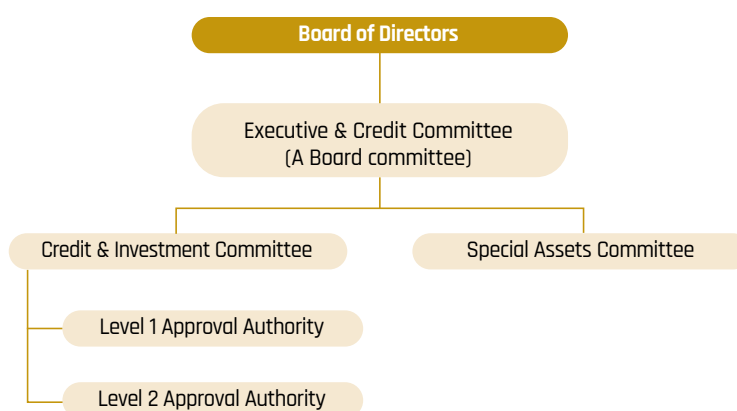 Board of Directors
Executive & Credit Committee
(A Board committee)
Credit & Investment Committee
Special Assets Committee
Level 1 Approval Authority
Level 2 Approval Authority